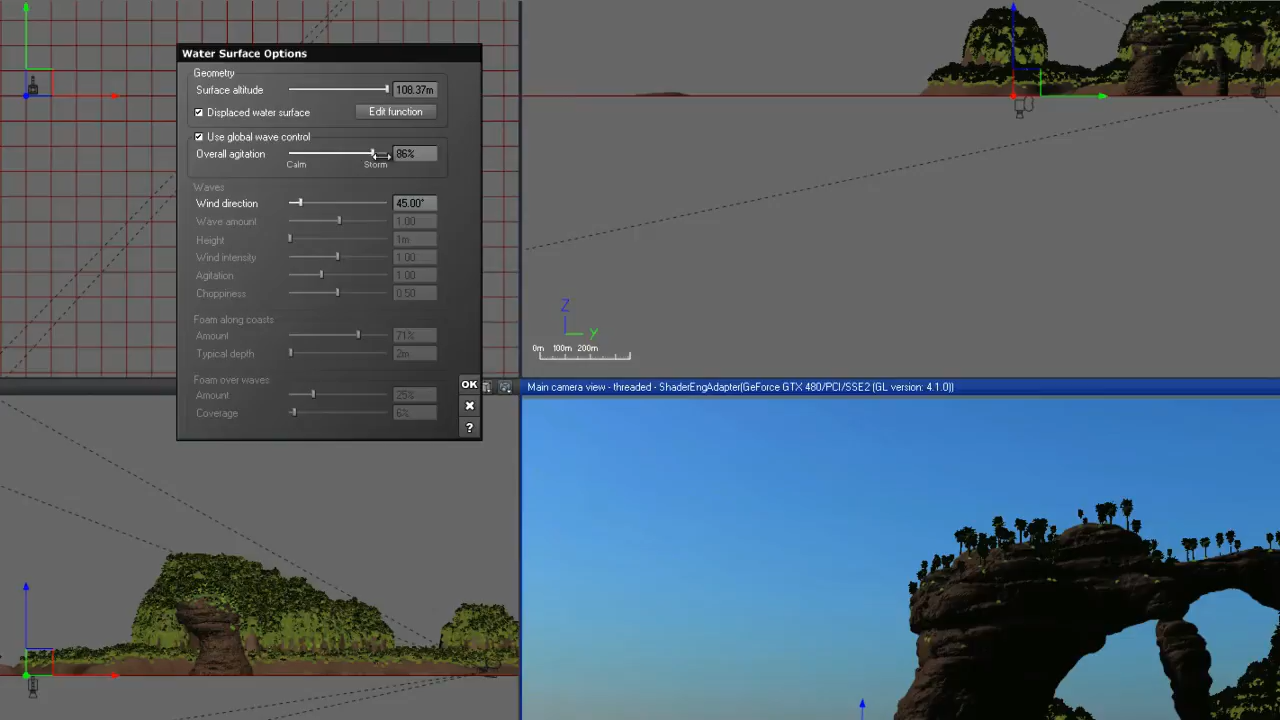 Water Surface Options
Geometry
Surface altitude 108.37m
Displaced water surface Edit function
Use global wave control
Overall agitation 86%
Calm Storm
Waves
Wind direction 45.00°
Wave amount 1.00
Height 1m
Wind intensity 1.00
Agitation 1.00
Choppiness 0.50
Foam along coasts
Amount 71%
Typical depth 2m
Foam over waves
Amount 25%
Coverage 6%
OK
?
Z
Y
0m 100m 200m
Main camera view - threaded - ShaderEngAdapter(GeForce GTX 480/PCI/SSE2 (GL version: 4.1.0))